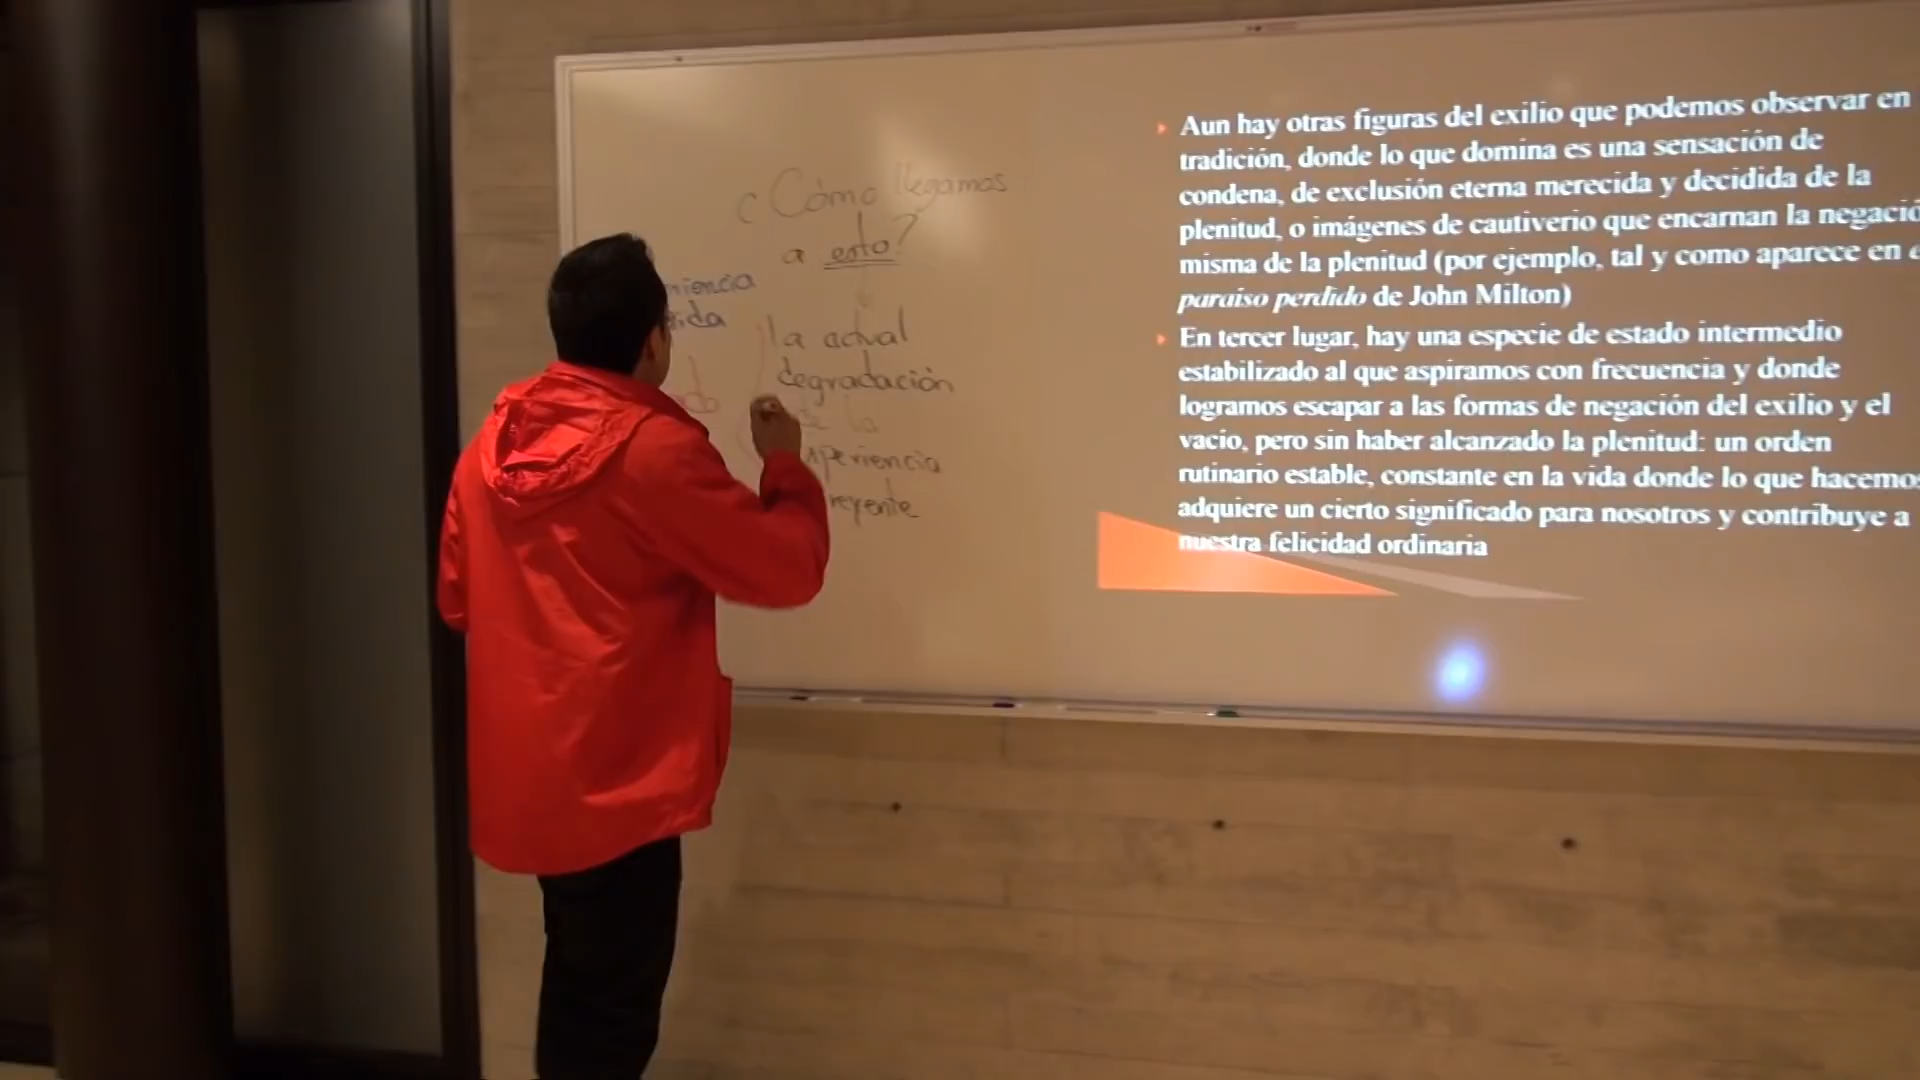 ¿Cómo llegamos
a esto?
la actual
degradación
de la
Aun hay otras figuras del exilio que podemos observar en
tradición, donde lo que domina es una sensación de
condena, de exclusión eterna merecida y decidida de la
plenitud, o imágenes de cautiverio que encarnan la negació
misma de la plenitud (por ejemplo, tal y como aparece en e
paraiso perdido de John Milton)
En tercer lugar, hay una especie de estado intermedio
estabilizado al que aspiramos con frecuencia y donde
logramos escapar a las formas de negación del exilio y el
vacío, pero sin haber alcanzado la plenitud: un orden
rutinario estable, constante en la vida donde lo que hacemos
adquiere un cierto significado para nosotros y contribuye a
nuestra felicidad ordinaria